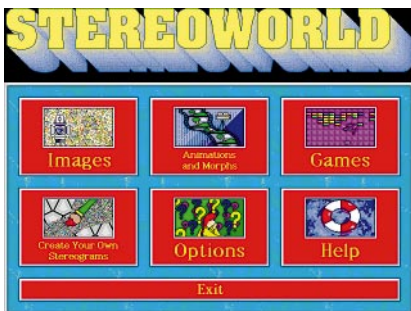 STEREOWORLD
Images
Animations
and Morphs
Games
Create Your Own
Stereograms
Options
Help
Exit